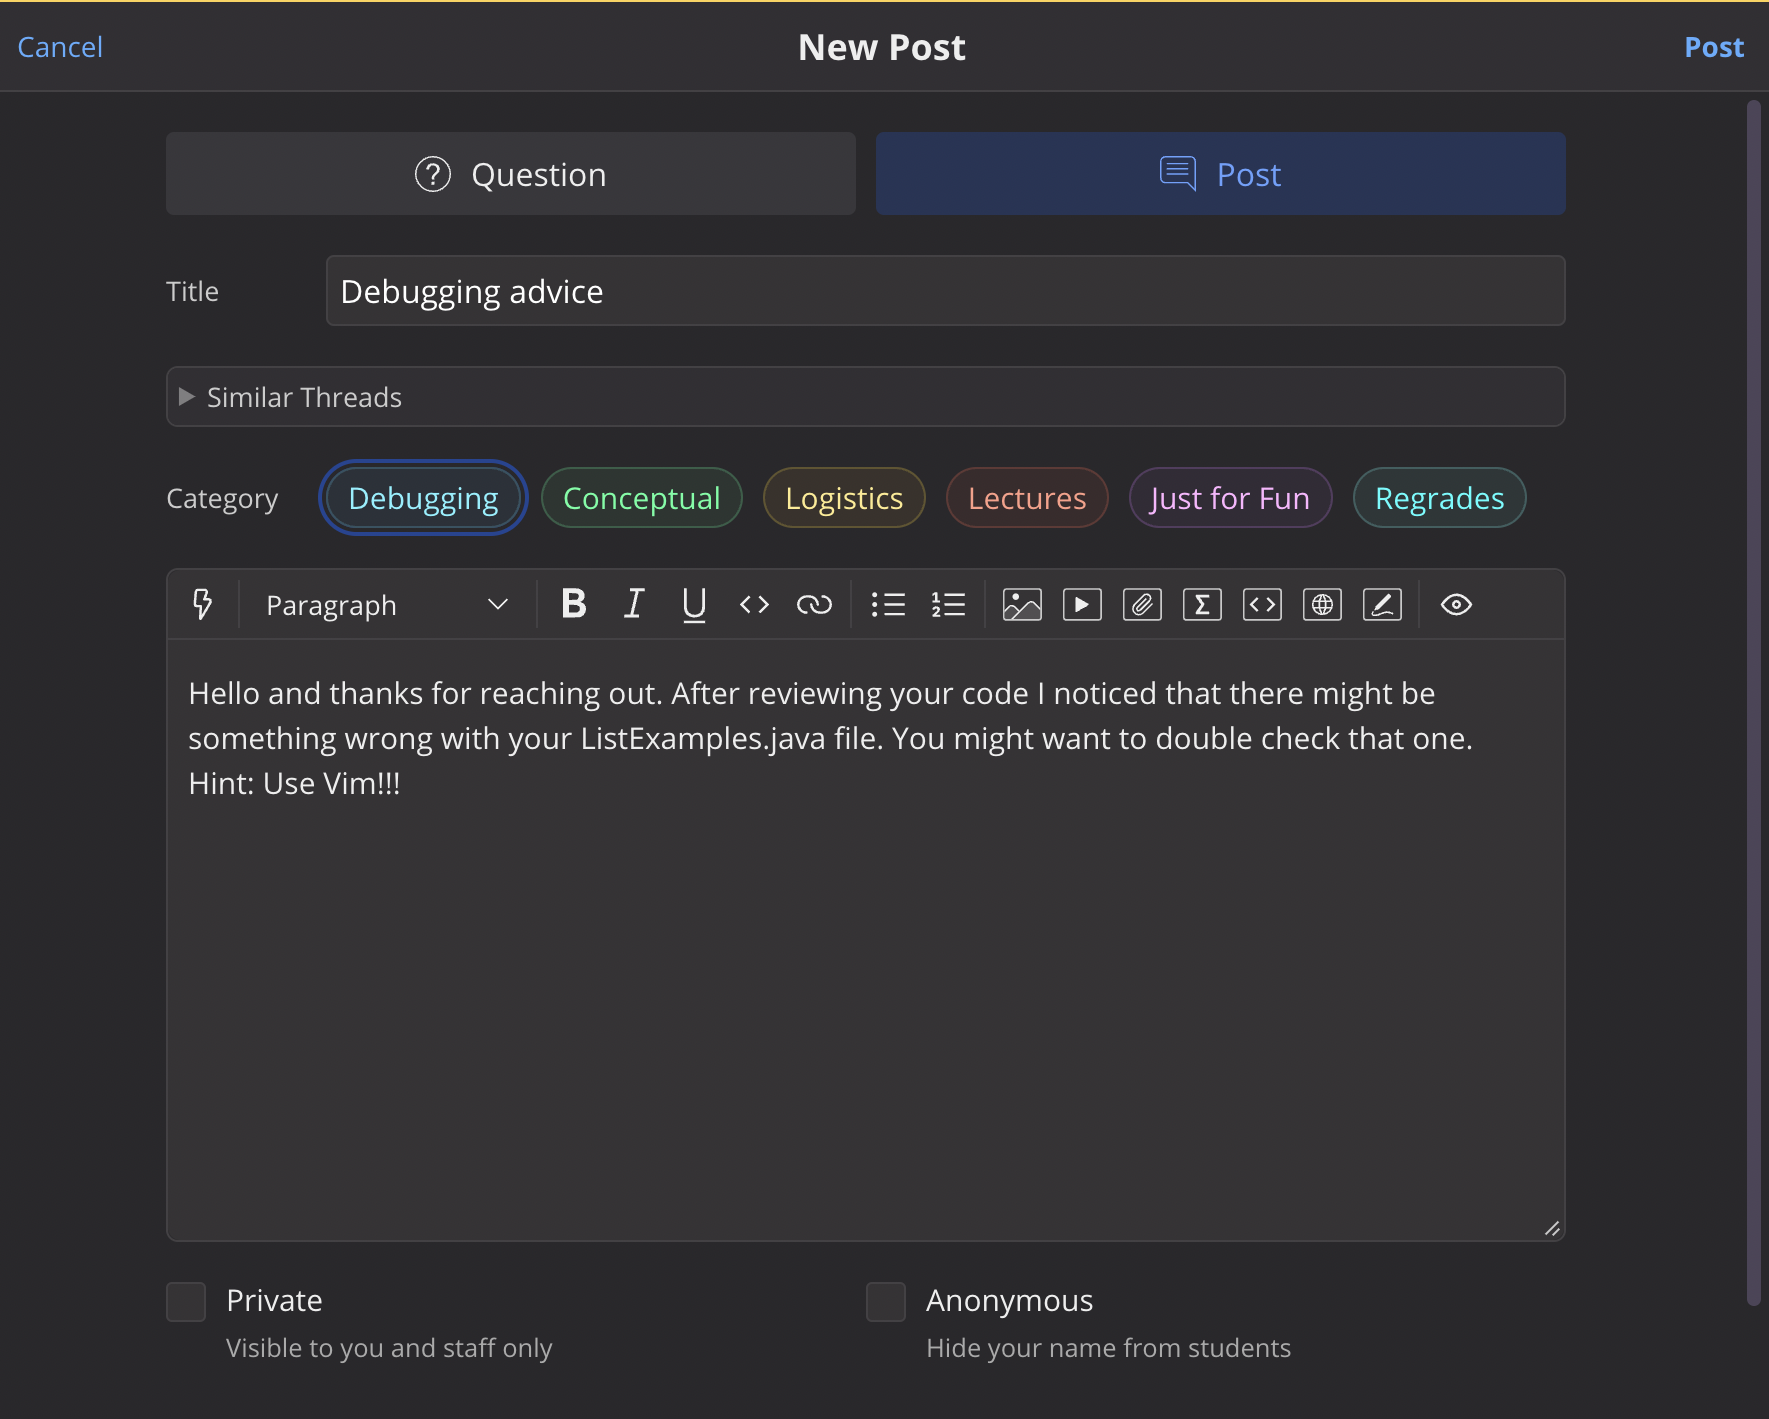 Cancel
New Post
Post
Question
Post
Title
Debugging advice
Similar Threads
Category
Debugging
Conceptual
Logistics
Lectures
Just for Fun
Regrades
Paragraph
Hello and thanks for reaching out. After reviewing your code I noticed that there might be
something wrong with your ListExamples.java file. You might want to double check that one.
Hint: Use Vim!!!
Private
Anonymous
Visible to you and staff only
Hide your name from students